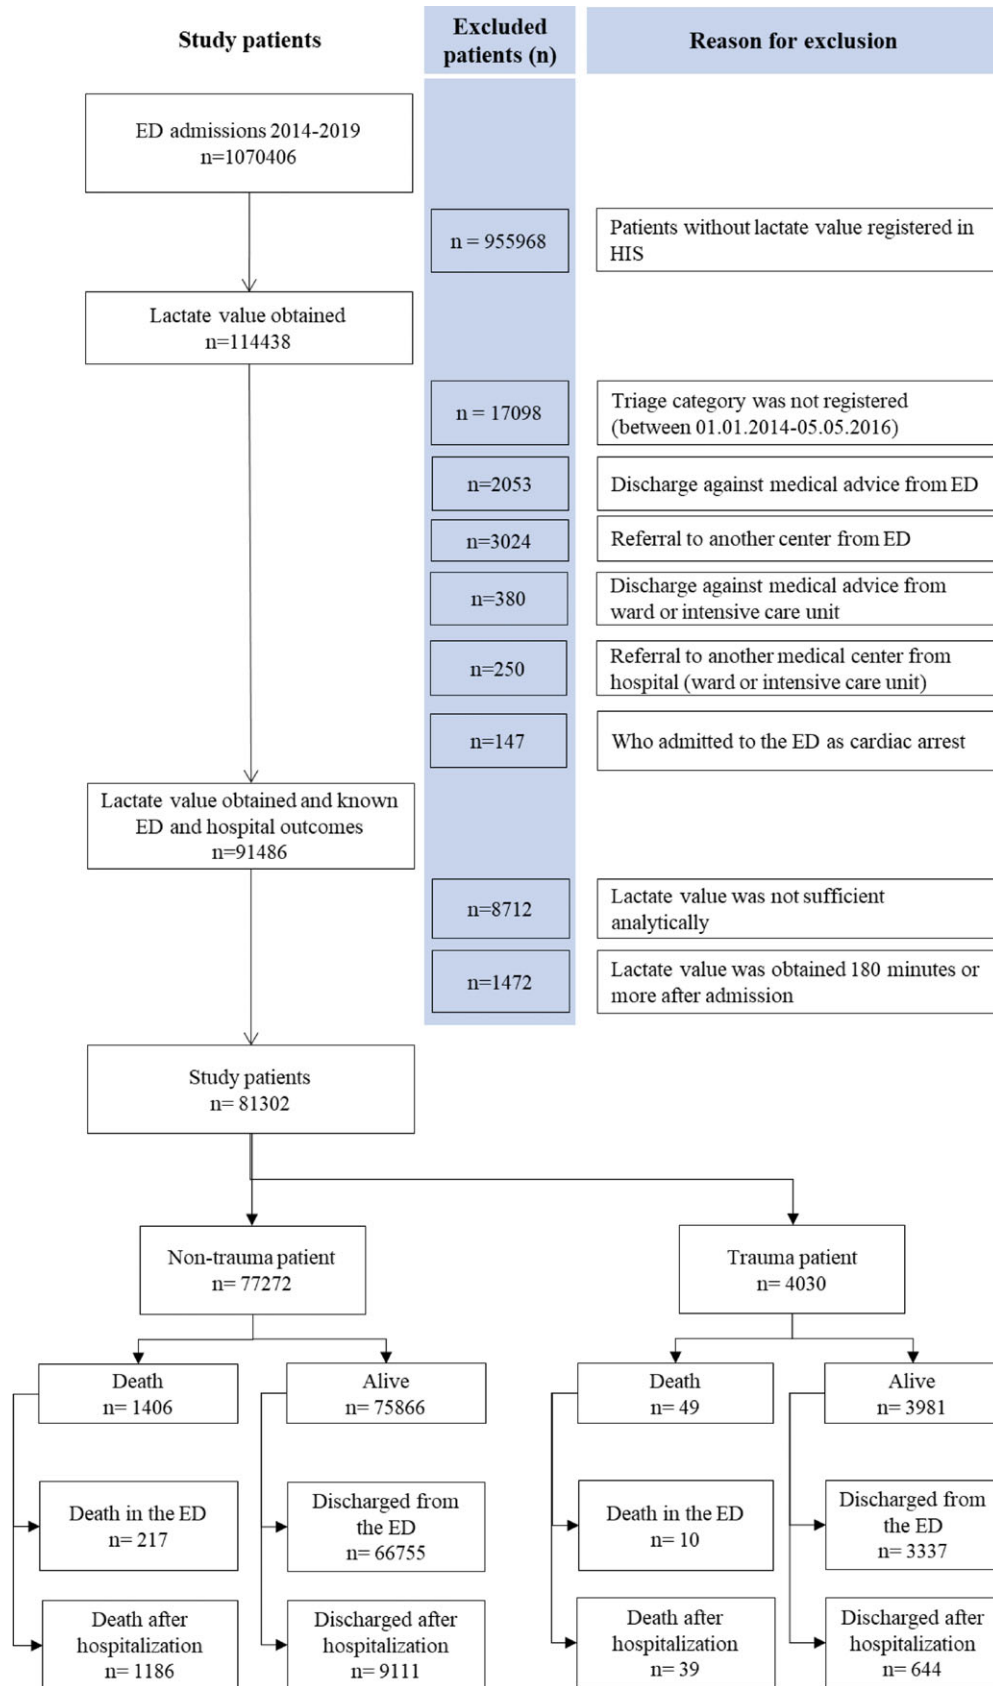 Study patients
Excluded
patients (n)
Reason for exclusion
ED admissions 2014-2019
n=1070406
n = 955968
Patients without lactate value registered in
HIS
Lactate value obtained
n=114438
n = 17098
Triage category was not registered
(between 01.01.2014-05.05.2016)
n=2053
Discharge against medical advice from ED
n=3024
Referral to another center from ED
n=380
Discharge against medical advice from
ward or intensive care unit
n=250
Referral to another medical center from
hospital (ward or intensive care unit)
n=147
Who admitted to the ED as cardiac arrest
Lactate value obtained and known
ED and hospital outcomes
n=91486
n=8712
Lactate value was not sufficient
analytically
n=1472
Lactate value was obtained 180 minutes or
more after admission
Study patients
n= 81302
Non-trauma patient
n= 77272
Trauma patient
n= 4030
Death
n= 1406
Alive
n= 75866
Death
n= 49
Alive
n= 3981
Death in the ED
n= 217
Discharged from
the ED
n= 66755
Death in the ED
n= 10
Discharged from
the ED
n= 3337
Death after
hospitalization
n= 1186
Discharged after
hospitalization
n= 9111
Death after
hospitalization
n= 39
Discharged after
hospitalization
n= 644